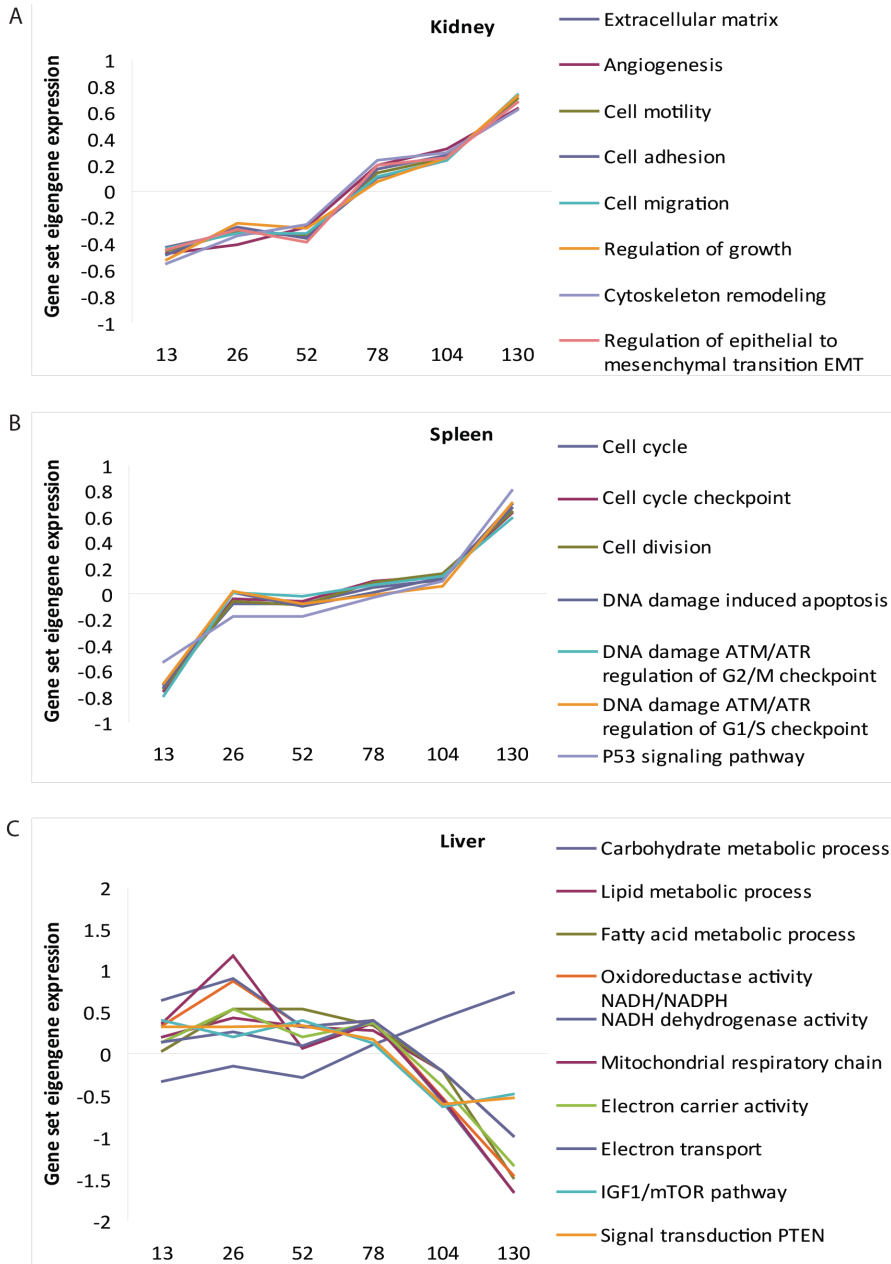 A
Kidney
Gene set eigengene expression
1
0.8
0.6
0.4
0.2
0
-0.2
-0.4
-0.6
-0.8
-1
13 26 52 78 104 130
Extracellular matrix
Angiogenesis
Cell motility
Cell adhesion
Cell migration
Regulation of growth
Cytoskeleton remodeling
Regulation of epithelial to
mesenchymal transition EMT
B
Spleen
Gene set eigengene expression
1
0.8
0.6
0.4
0.2
0
-0.2
-0.4
-0.6
-0.8
-1
13 26 52 78 104 130
Cell cycle
Cell cycle checkpoint
Cell division
DNA damage induced apoptosis
DNA damage ATM/ATR
regulation of G2/M checkpoint
DNA damage ATM/ATR
regulation of G1/S checkpoint
P53 signaling pathway
C
Liver
Gene set eigengene expression
2
1.5
1
0.5
0
-0.5
-1
-1.5
-2
13 26 52 78 104 130
Carbohydrate metabolic process
Lipid metabolic process
Fatty acid metabolic process
Oxidoreductase activity
NADH/NADPH
NADH dehydrogenase activity
Mitochondrial respiratory chain
Electron carrier activity
Electron transport
IGF1/mTOR pathway
Signal transduction PTEN